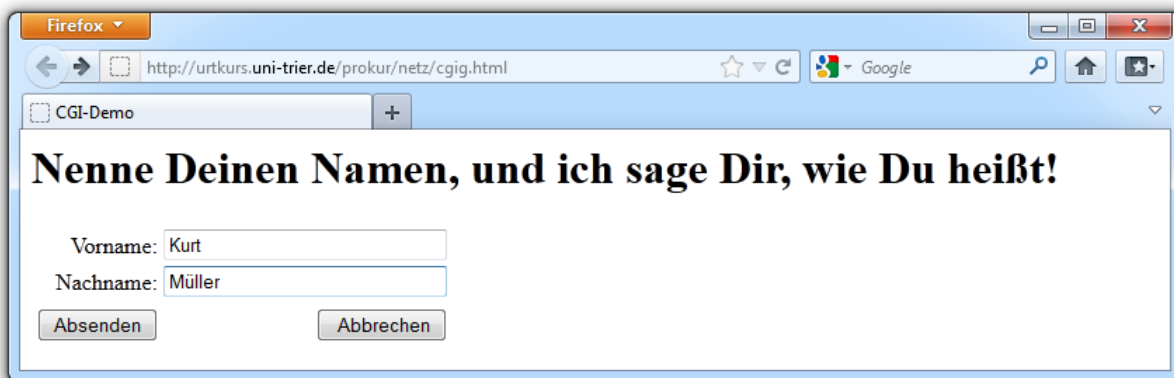 Firefox
http://urtkurs.uni-trier.de/prokur/netz/cgig.html
Google
CGI-Demo
Nenne Deinen Namen, und ich sage Dir, wie Du heißt!
Vorname: Kurt
Nachname: Müller
Absenden Abbrechen